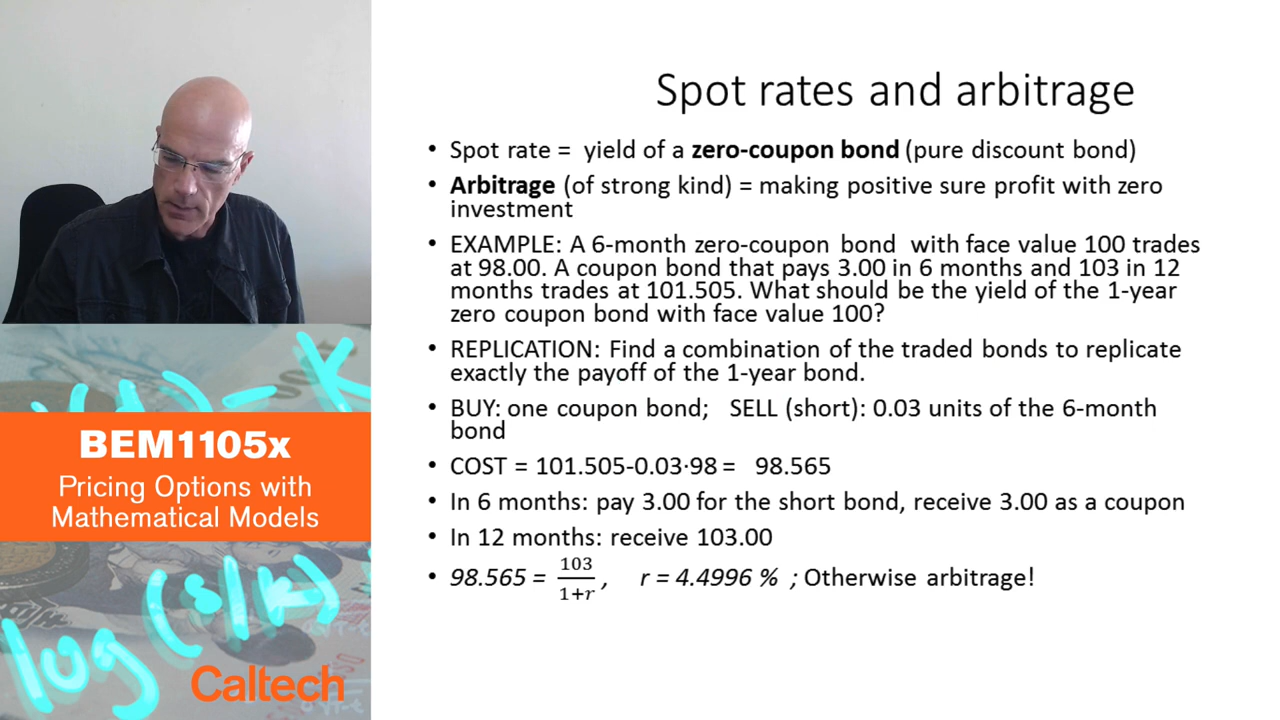 Spot rates and arbitrage
• Spot rate = yield of a zero-coupon bond (pure discount bond)
• Arbitrage (of strong kind) = making positive sure profit with zero
investment
• EXAMPLE: A 6-month zero-coupon bond with face value 100 trades
at 98.00. A coupon bond that pays 3.00 in 6 months and 103 in 12
months trades at 101.505. What should be the yield of the 1-year
zero coupon bond with face value 100?
• REPLICATION: Find a combination of the traded bonds to replicate
exactly the payoff of the 1-year bond.
• BUY: one coupon bond; SELL (short): 0.03 units of the 6-month
bond
• COST = 101.505-0.03·98 = 98.565
• In 6 months: pay 3.00 for the short bond, receive 3.00 as a coupon
• In 12 months: receive 103.00
• 98.565 = 103/1+r , r = 4.4996 % ; Otherwise arbitrage!
BEM1105x
Pricing Options with
Mathematical Models
log(s/k)
Caltech